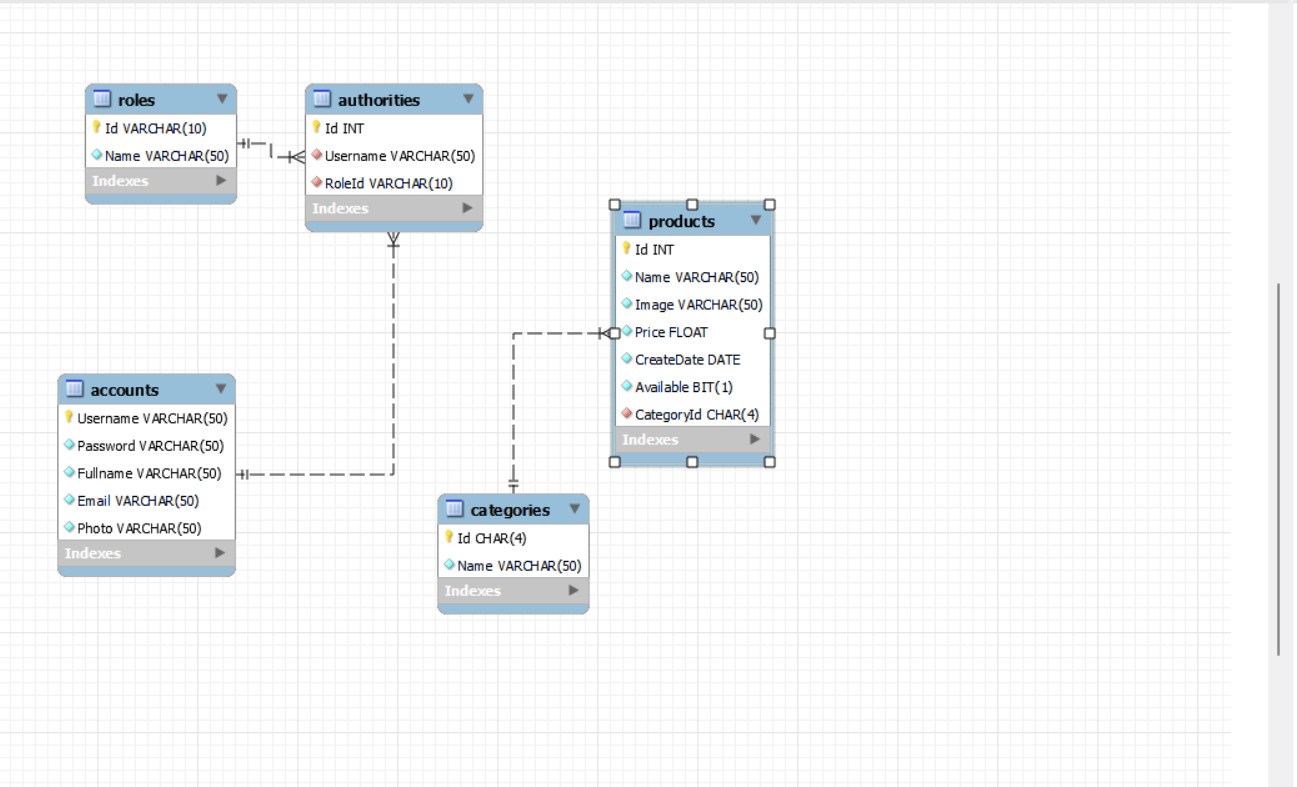 roles
Id VARCHAR(10)
Name VARCHAR(50)
Indexes
authorities
Id INT
Username VARCHAR(50)
RoleId VARCHAR(10)
Indexes
products
Id INT
Name VARCHAR(50)
Image VARCHAR(50)
Price FLOAT
CreateDate DATE
Available BIT(1)
CategoryId CHAR(4)
Indexes
accounts
Username VARCHAR(50)
Password VARCHAR(50)
Fullname VARCHAR(50)
Email VARCHAR(50)
Photo VARCHAR(50)
Indexes
categories
Id CHAR(4)
Name VARCHAR(50)
Indexes